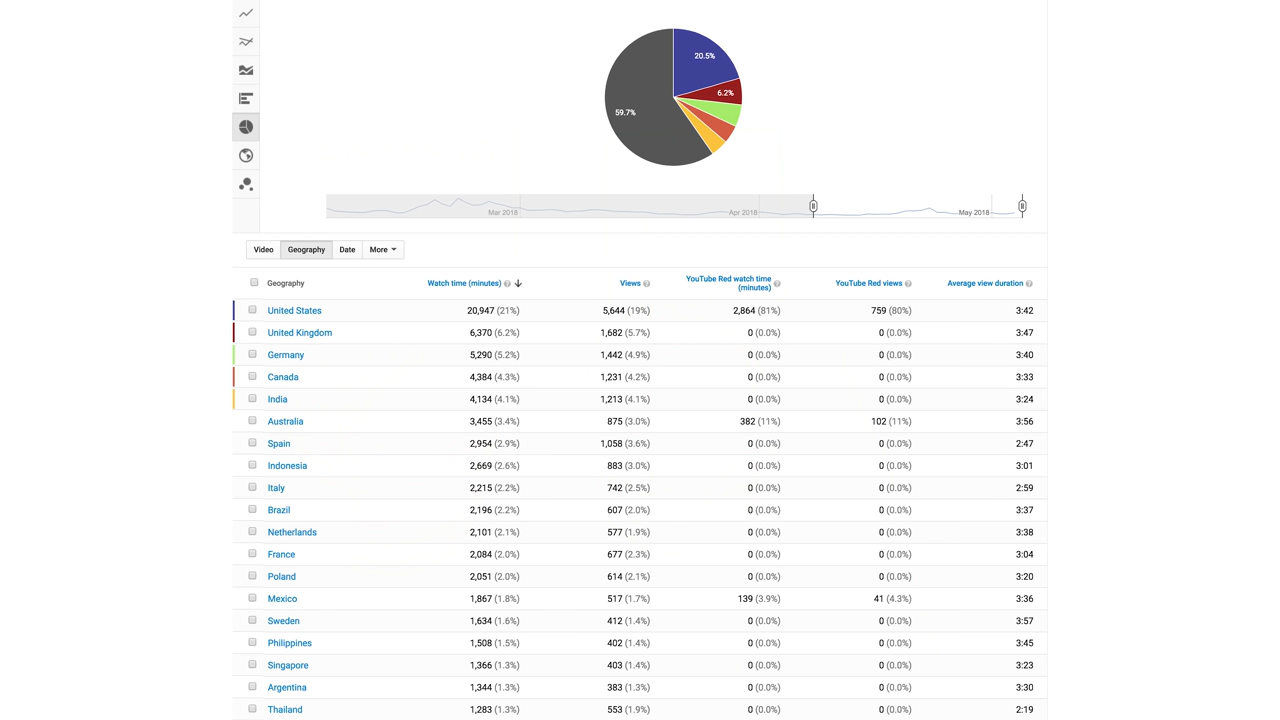 20.5%
6.2%
59.7%
Mar 2018 Apr 2018 May 2018
Video Geography Date More
Geography Watch time (minutes) Views YouTube Red watch time (minutes) YouTube Red views Average view duration
United States 20,947 (21%) 5,644 (19%) 2,864 (81%) 759 (80%) 3:42
United Kingdom 6,370 (6.2%) 1,682 (5.7%) 0 (0.0%) 0 (0.0%) 3:47
Germany 5,290 (5.2%) 1,442 (4.9%) 0 (0.0%) 0 (0.0%) 3:40
Canada 4,384 (4.3%) 1,231 (4.2%) 0 (0.0%) 0 (0.0%) 3:33
India 4,134 (4.1%) 1,213 (4.1%) 0 (0.0%) 0 (0.0%) 3:24
Australia 3,455 (3.4%) 875 (3.0%) 382 (11%) 102 (11%) 3:56
Spain 2,954 (2.9%) 1,058 (3.6%) 0 (0.0%) 0 (0.0%) 2:47
Indonesia 2,669 (2.6%) 883 (3.0%) 0 (0.0%) 0 (0.0%) 3:01
Italy 2,215 (2.2%) 742 (2.5%) 0 (0.0%) 0 (0.0%) 2:59
Brazil 2,196 (2.2%) 607 (2.0%) 0 (0.0%) 0 (0.0%) 3:37
Netherlands 2,101 (2.1%) 577 (1.9%) 0 (0.0%) 0 (0.0%) 3:38
France 2,084 (2.0%) 677 (2.3%) 0 (0.0%) 0 (0.0%) 3:04
Poland 2,051 (2.0%) 614 (2.1%) 0 (0.0%) 0 (0.0%) 3:20
Mexico 1,867 (1.8%) 517 (1.7%) 139 (3.9%) 41 (4.3%) 3:36
Sweden 1,634 (1.6%) 412 (1.4%) 0 (0.0%) 0 (0.0%) 3:57
Philippines 1,508 (1.5%) 402 (1.4%) 0 (0.0%) 0 (0.0%) 3:45
Singapore 1,366 (1.3%) 403 (1.4%) 0 (0.0%) 0 (0.0%) 3:23
Argentina 1,344 (1.3%) 383 (1.3%) 0 (0.0%) 0 (0.0%) 3:30
Thailand 1,283 (1.3%) 553 (1.9%) 0 (0.0%) 0 (0.0%) 2:19